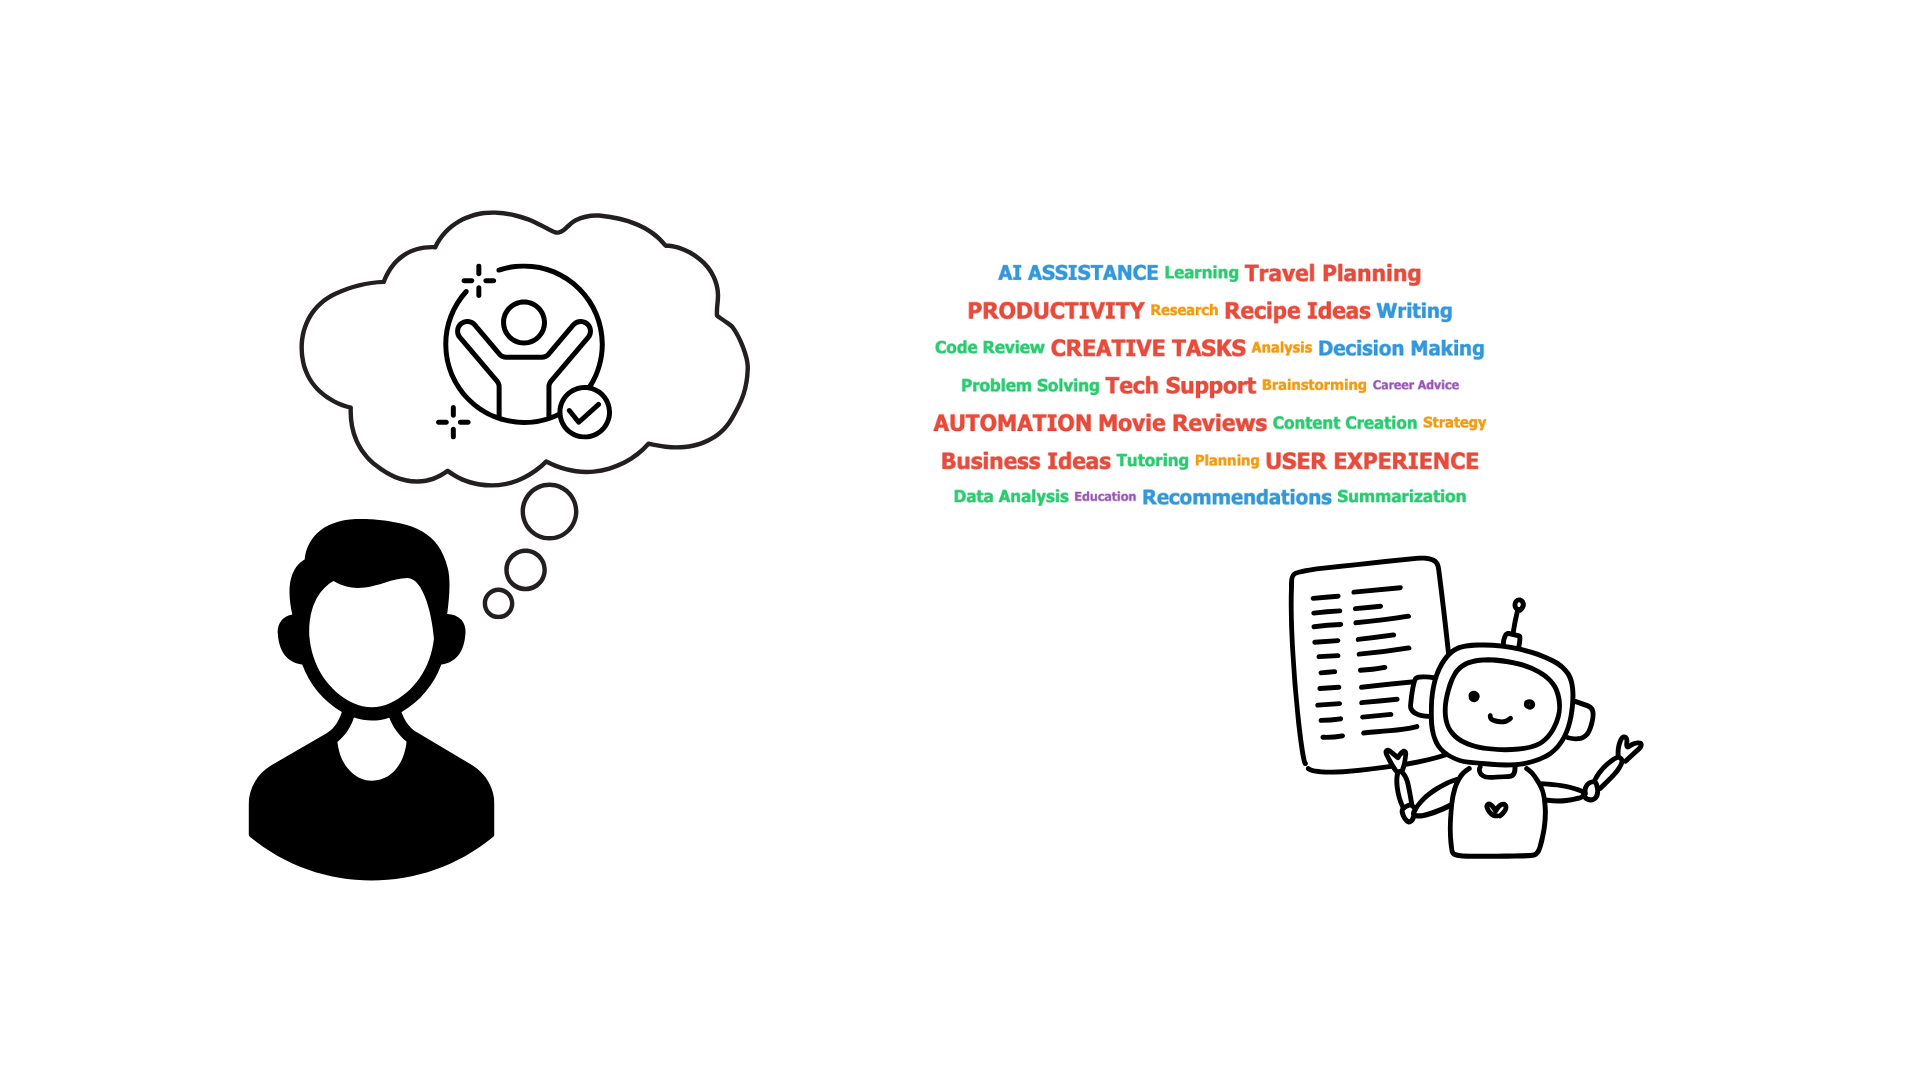 AI ASSISTANCE Learning Travel Planning
PRODUCTIVITY Research Recipe Ideas Writing
Code Review CREATIVE TASKS Analysis Decision Making
Problem Solving Tech Support Brainstorming Career Advice
AUTOMATION Movie Reviews Content Creation Strategy
Business Ideas Tutoring Planning USER EXPERIENCE
Data Analysis Education Recommendations Summarization